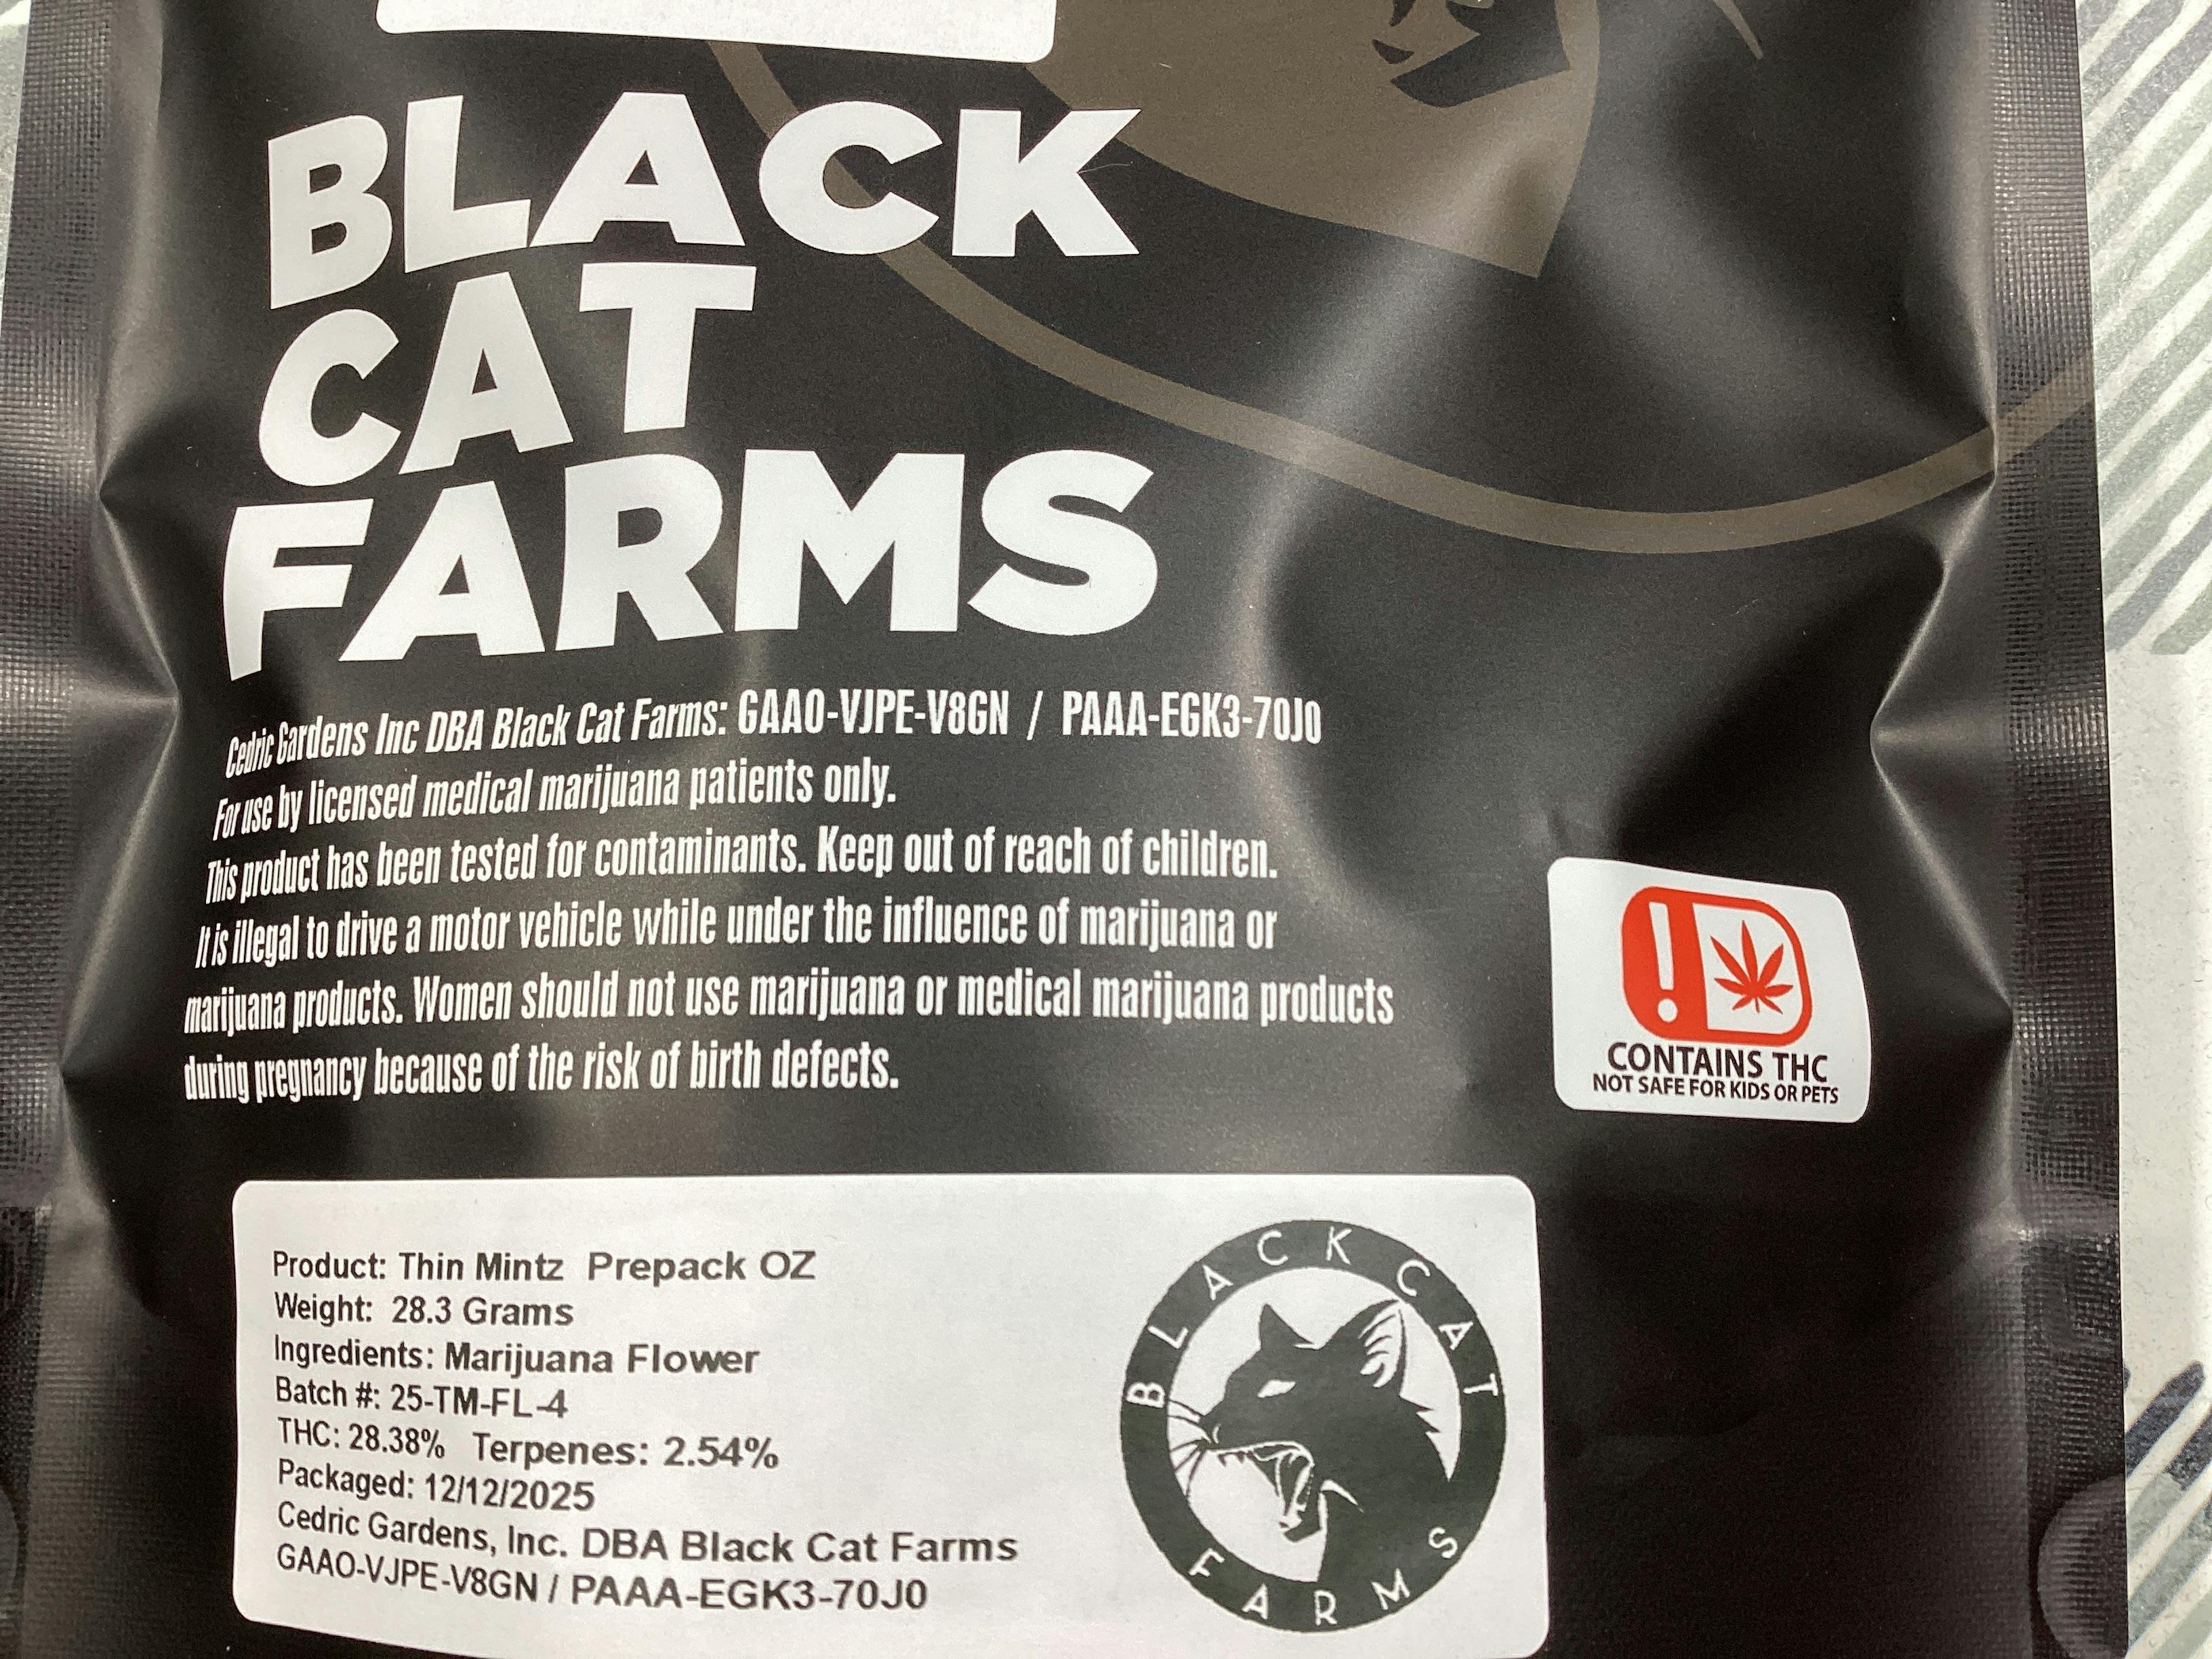 BLACK
CAT
FARMS
Cedric Gardens Inc DBA Black Cat Farms: GAAO-VJPE-V8GN / PAAA-EGK3-70J0
For use by licensed medical marijuana patients only.
This product has been tested for contaminants. Keep out of reach of children.
It is illegal to drive a motor vehicle while under the influence of marijuana or
marijuana products. Women should not use marijuana or medical marijuana products
during pregnancy because of the risk of birth defects.
CONTAINS THC
NOT SAFE FOR KIDS OR PETS
Product: Thin Mintz Prepack OZ
Weight: 28.3 Grams
Ingredients: Marijuana Flower
Batch #: 25-TM-FL-4
THC: 28.38% Terpenes: 2.54%
Packaged: 12/12/2025
Cedric Gardens, Inc. DBA Black Cat Farms
GAAO-VJPE-V8GN / PAAA-EGK3-70J0
BLACK CAT
FARMS